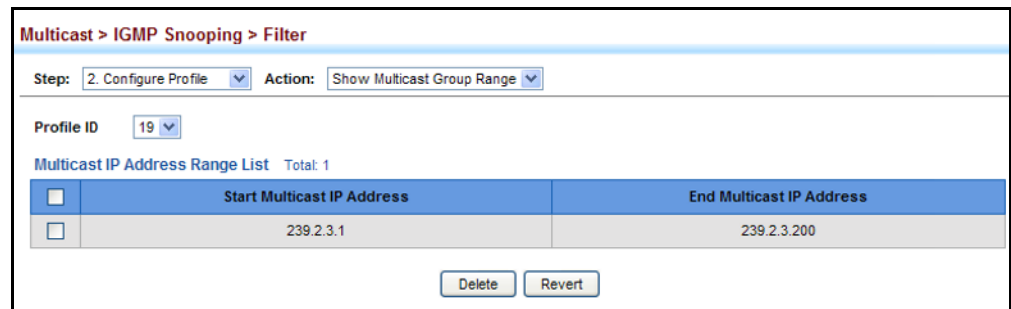 Multicast > IGMP Snooping > Filter
Step: 2. Configure Profile Action: Show Multicast Group Range
Profile ID 19
Multicast IP Address Range List Total: 1
Start Multicast IP Address End Multicast IP Address
239.2.3.1 239.2.3.200
Delete Revert